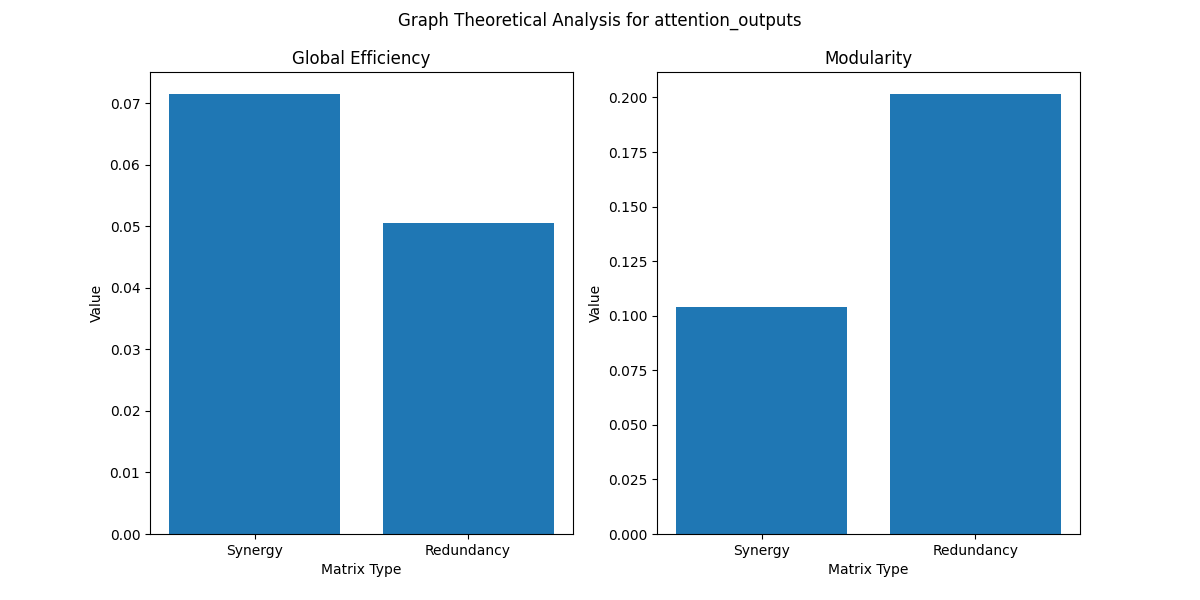 Graph Theoretical Analysis for attention_outputs
Global Efficiency
0.07
0.06
0.05
0.04
0.03
0.02
0.01
0.00
Value
Synergy
Redundancy
Matrix Type
Modularity
0.200
0.175
0.150
0.125
0.100
0.075
0.050
0.025
0.000
Value
Synergy
Redundancy
Matrix Type